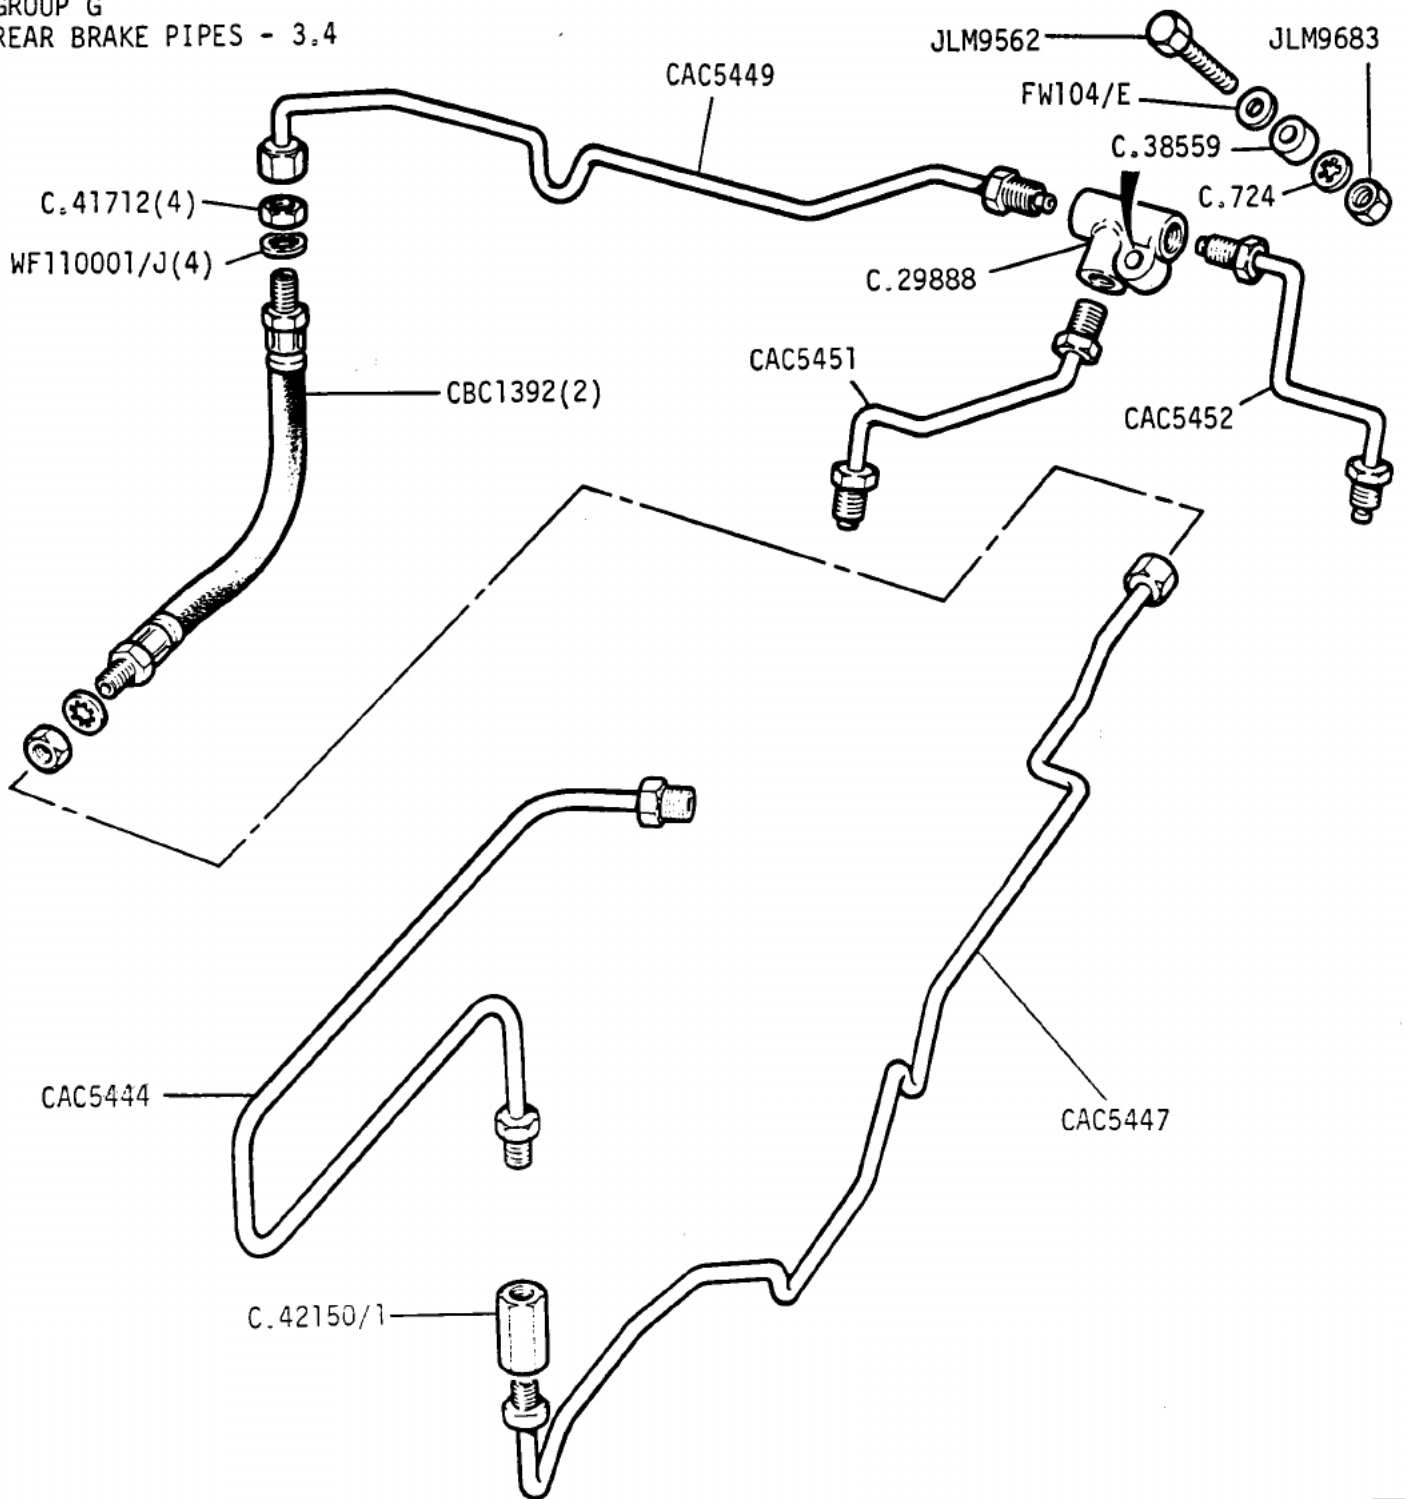 GROUP G
REAR BRAKE PIPES - 3.4
JLM9562
JLM9683
CAC5449
FW104/E
C.38559
C.41712(4)
C.724
WF110001/J(4)
C.29888
CAC5451
CBC1392(2)
CAC5452
CAC5444
CAC5447
C.42150/1